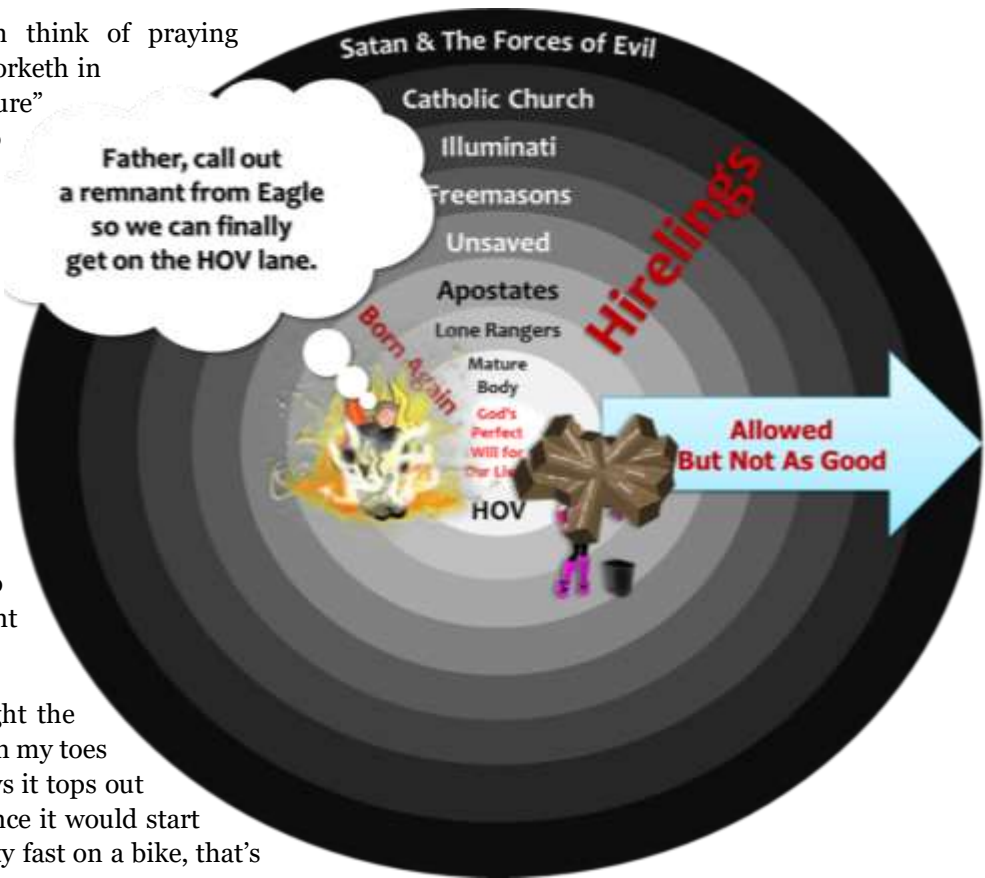 think of praying
orketh in
ure”
Satan & The Forces of Evil
Catholic Church
Illuminati
Freemasons
Unsaved
Apostates
Lone Rangers
Mature
Body
God's
Perfect
Will for
HOV
Father, call out
a remnant from Eagle
so we can finally
get on the HOV lane.
Born Again
Hirelings
Allowed
But Not As Good
nt
ght the
my toes
it tops out
nce it would start
fast on a bike, that’s